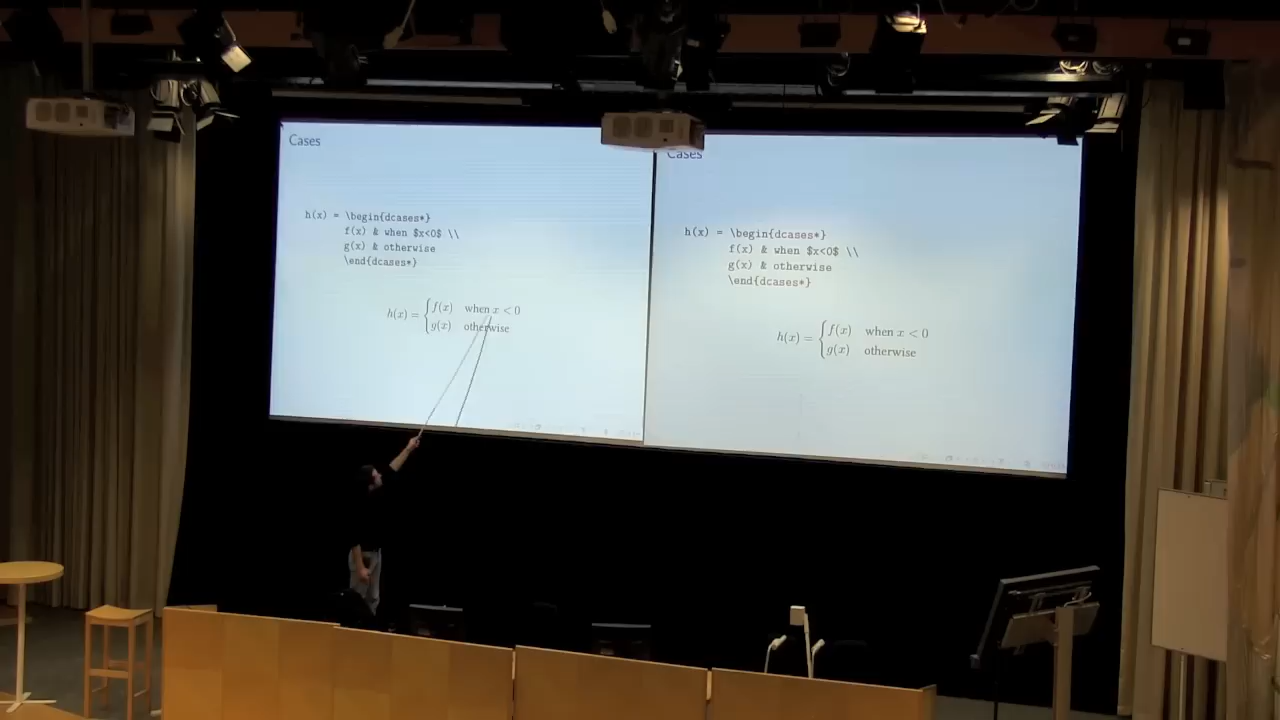 Cases
h(x) = \begin{dcases*}
f(x) & when $x<0$ \\
g(x) & otherwise
\end{dcases*}
h(x) = { f(x) when x < 0
g(x) otherwise
Cases
h(x) = \begin{dcases*}
f(x) & when $x<0$ \\
g(x) & otherwise
\end{dcases*}
h(x) = { f(x) when x < 0
g(x) otherwise